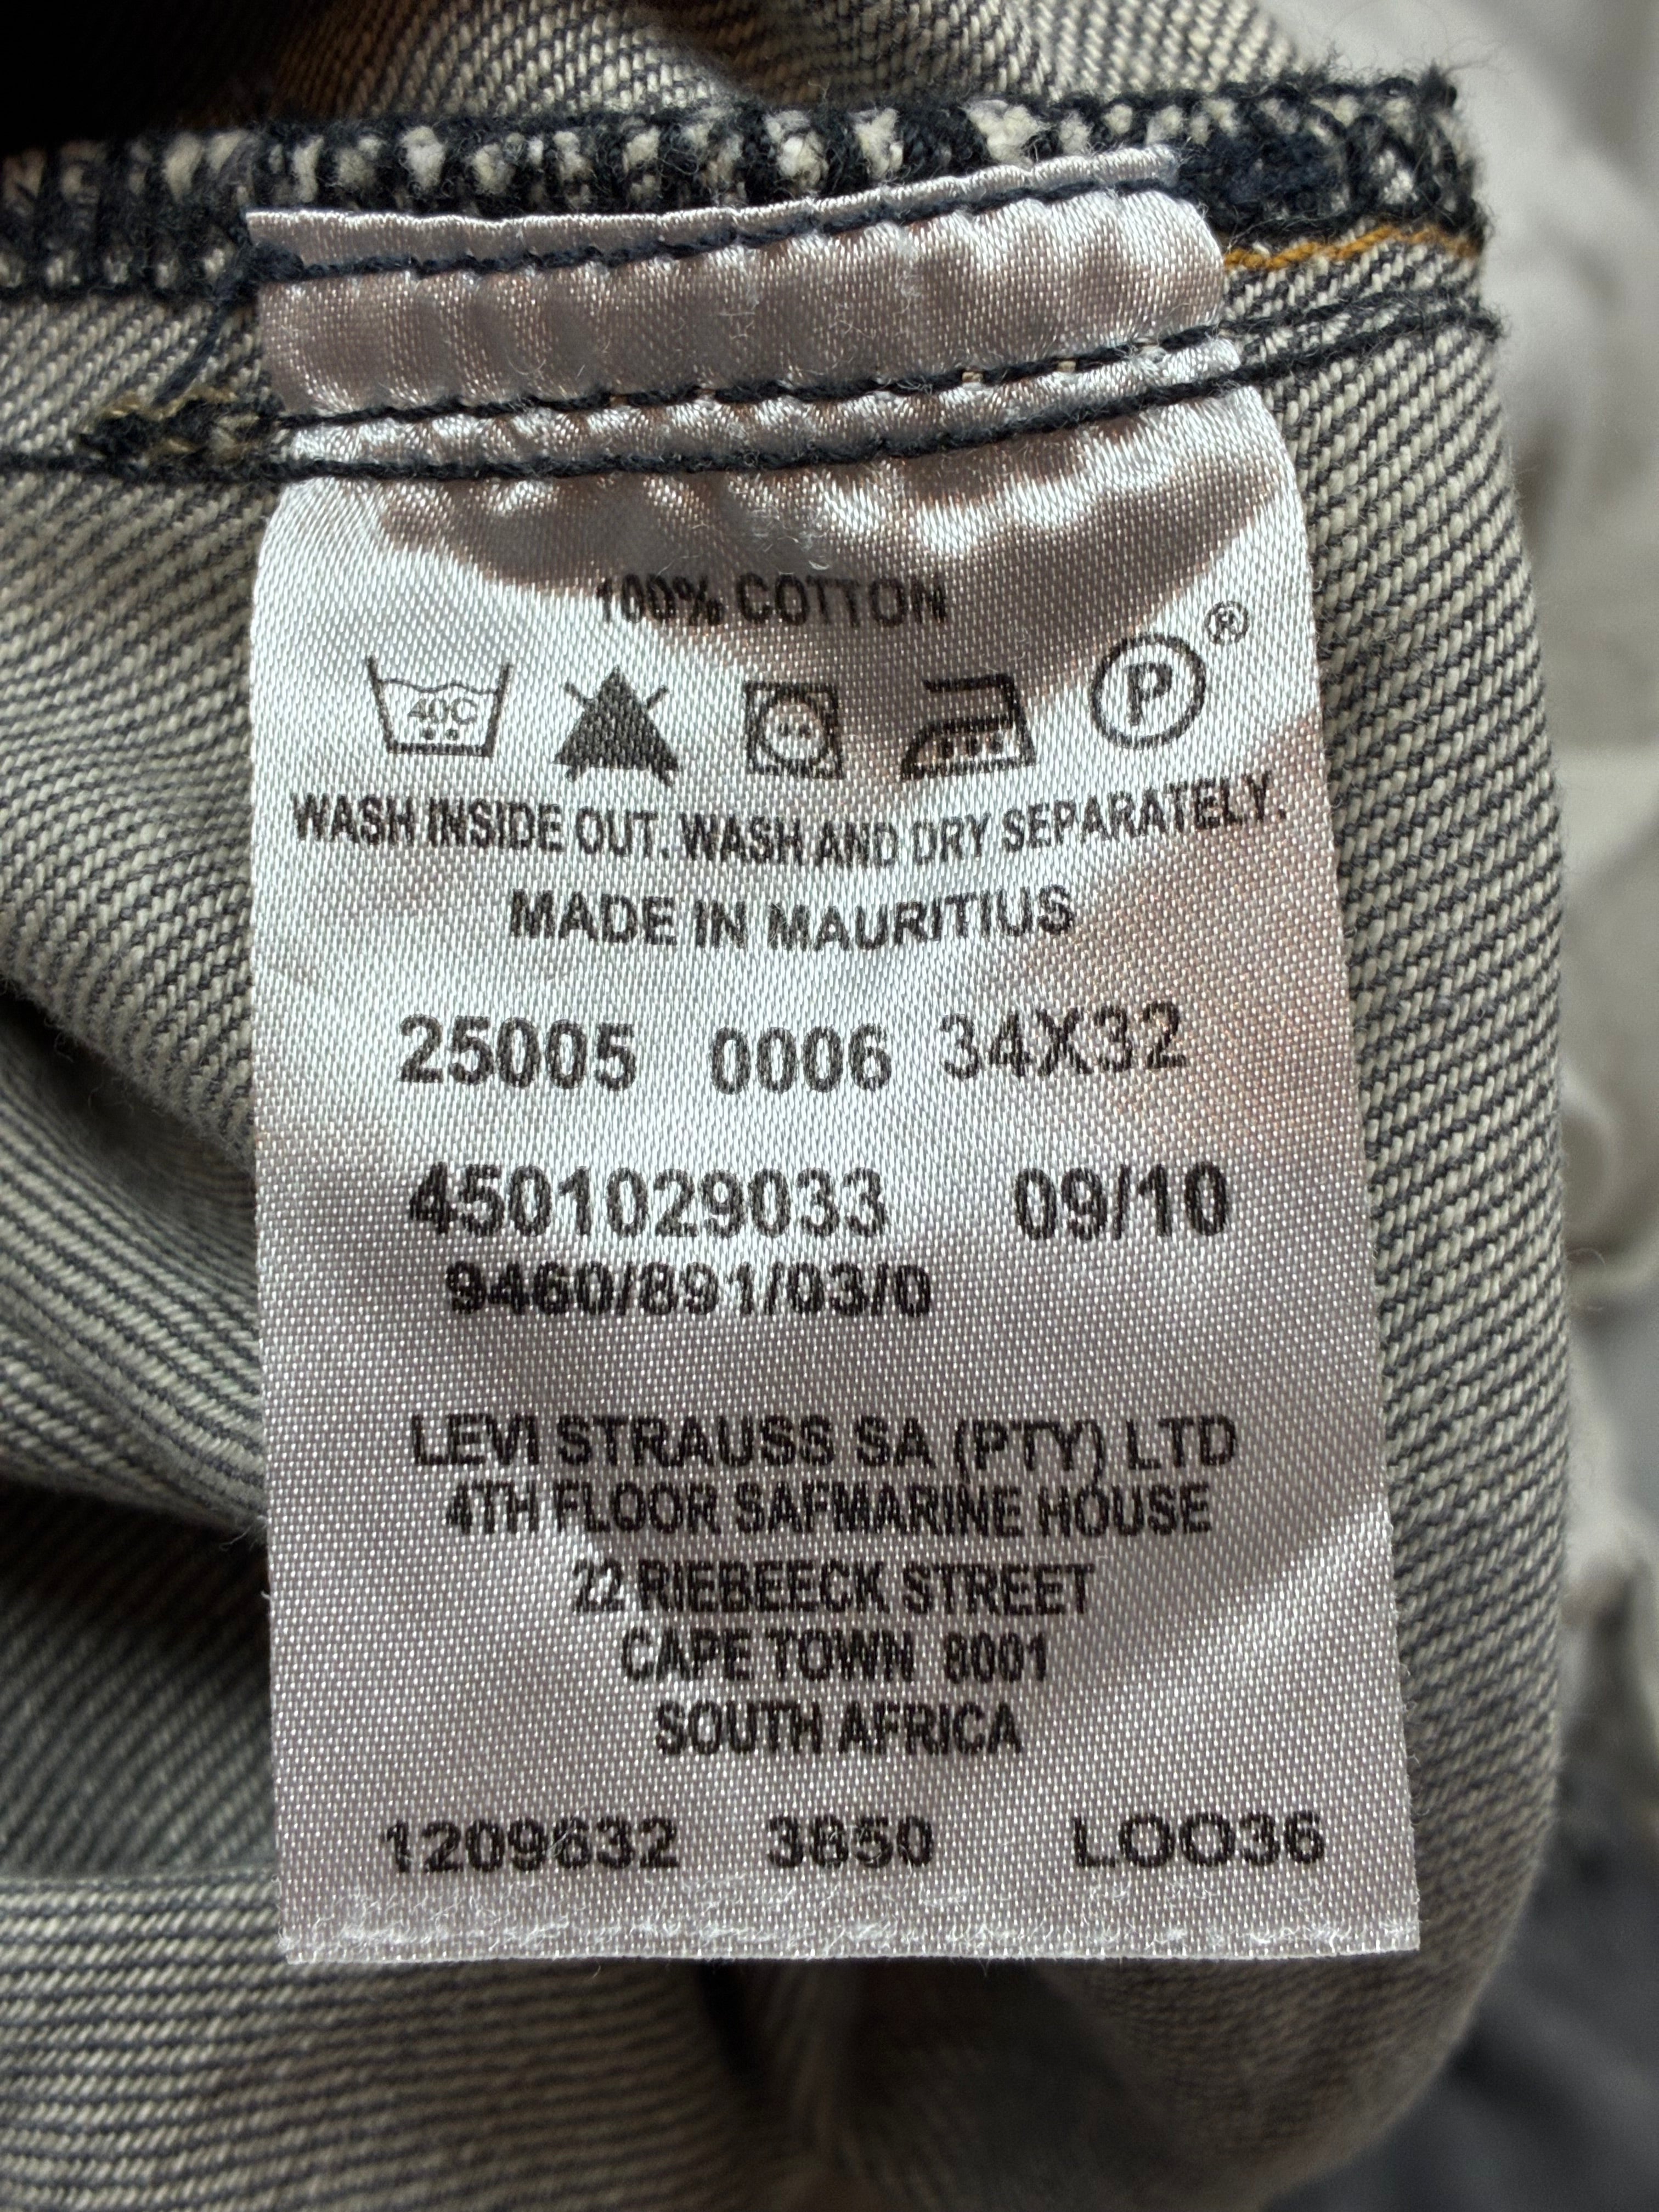 100% COTTON
40C
P ®
WASH INSIDE OUT. WASH AND DRY SEPARATELY.
MADE IN MAURITIUS
25005 0006 34X32
4501029033 09/10
9460/891/03/0
LEVI STRAUSS SA (PTY) LTD
4TH FLOOR SAFMARINE HOUSE
22 RIEBEECK STREET
CAPE TOWN 8001
SOUTH AFRICA
1209632 3650 LOO36